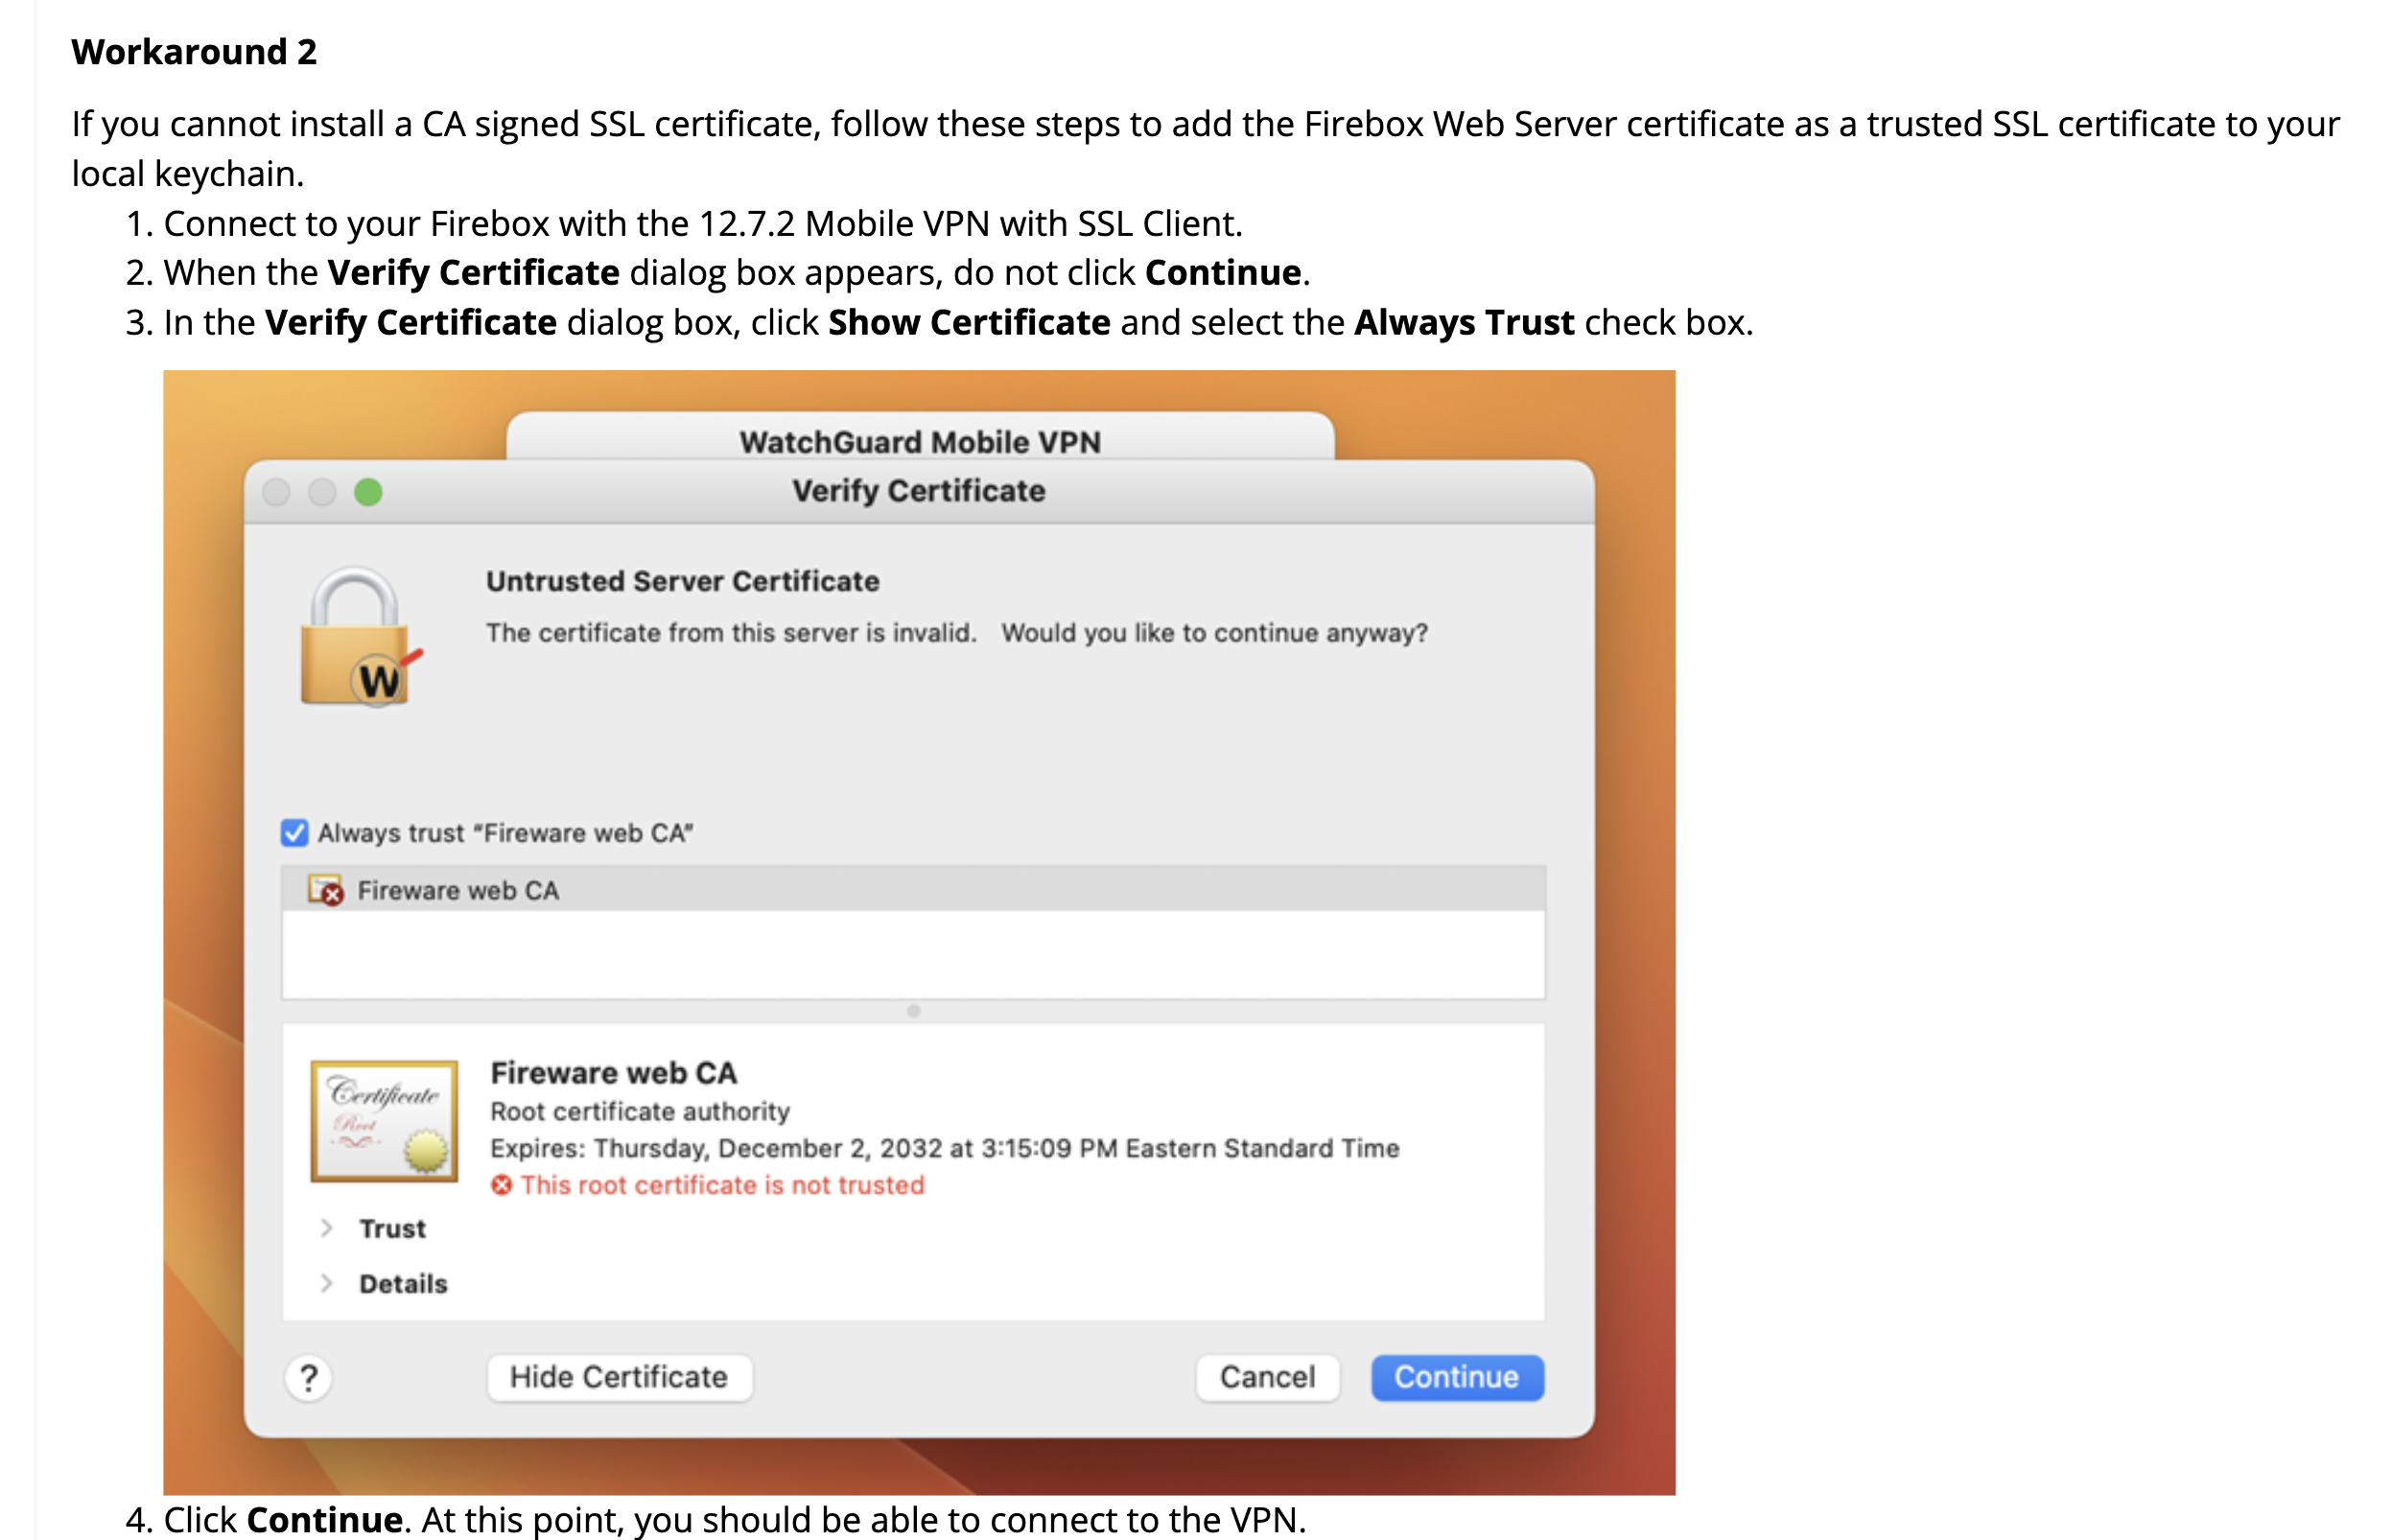 Workaround 2
If you cannot install a CA signed SSL certificate, follow these steps to add the Firebox Web Server certificate as a trusted SSL certificate to your
local keychain.
1. Connect to your Firebox with the 12.7.2 Mobile VPN with SSL Client.
2. When the Verify Certificate dialog box appears, do not click Continue.
3. In the Verify Certificate dialog box, click Show Certificate and select the Always Trust check box.
WatchGuard Mobile VPN
Verify Certificate
Untrusted Server Certificate
The certificate from this server is invalid. Would you like to continue anyway?
W
Always trust "Fireware web CA"
Fireware web CA
Certificate
Root
Fireware web CA
Root certificate authority
Expires: Thursday, December 2, 2032 at 3:15:09 PM Eastern Standard Time
This root certificate is not trusted
Trust
Details
? Hide Certificate Cancel Continue
4. Click Continue. At this point, you should be able to connect to the VPN.